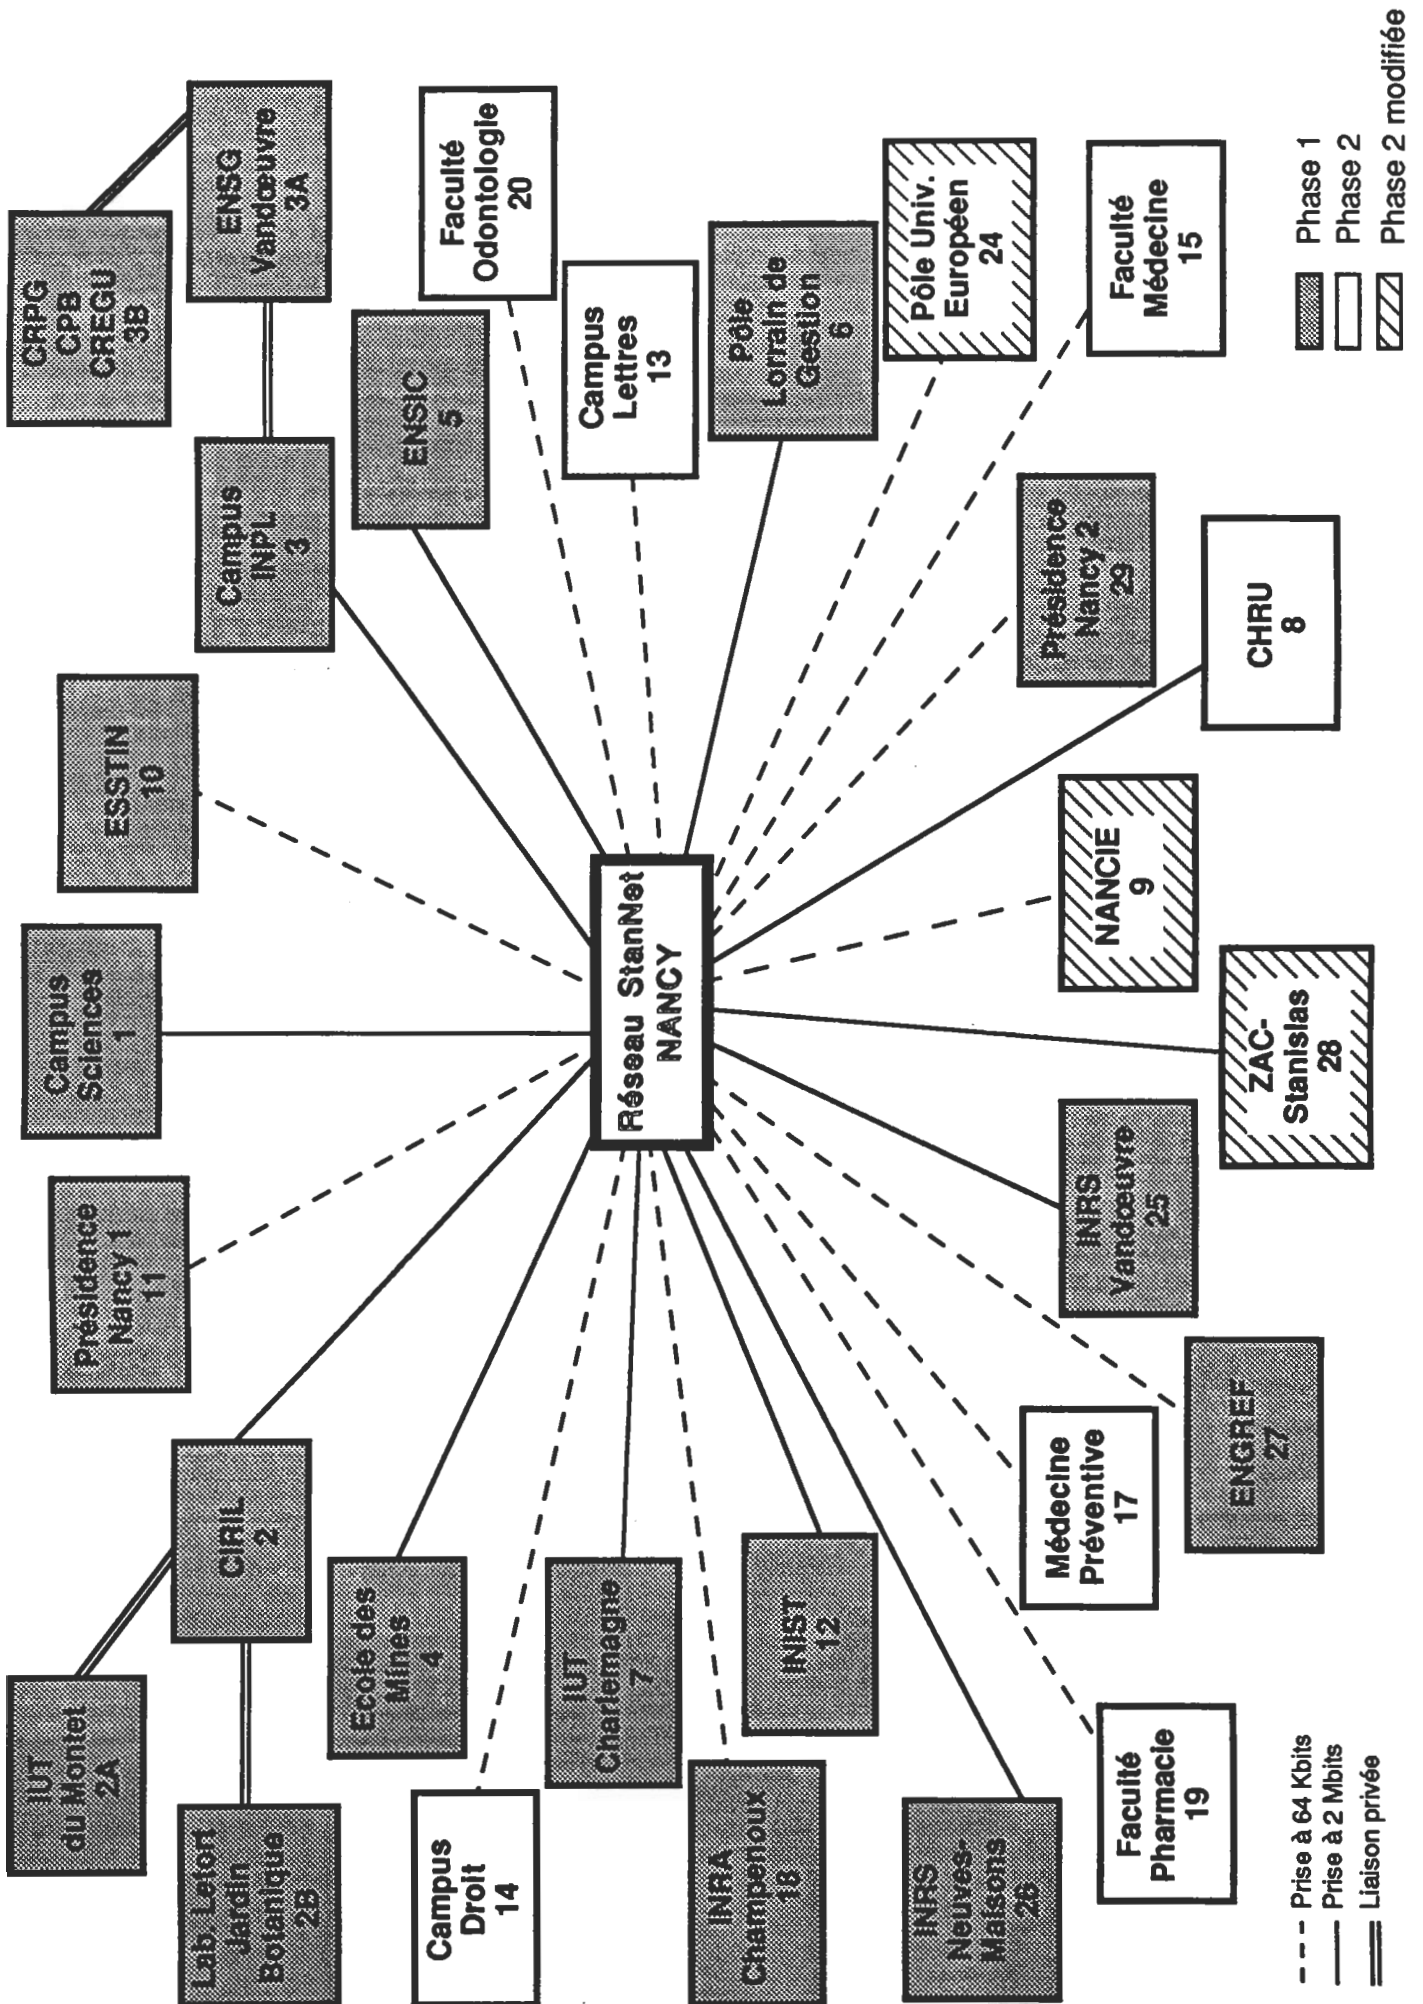 IUT
du Montet
2A
Lab. Leton
Jardin
Botanique
2B
CIRIL
2
Présidence
Nancy 1
11
Campus
Sciences
1
ESSTIN
10
Campus
INPL
3
CRPG
CPB
CREGU
3B
ENSG
Vandœuvre
3A
Ecole des
Mines
4
ENSIC
5
Campus
Droit
14
Faculté
Odontologie
20
IUT
Charlemagne
7
Campus
Lettres
13
Réseau StanNet
NANCY
INRA
Champenoux
18
INIST
12
Pôle
Lorrain de
Gestion
6
INRS
Neuves-
Maisons
26
Pôle Univ.
Européen
24
Médecine
Préventive
17
Présidence
Nancy 2
29
Faculté
Pharmacie
19
INRS
Vandœuvre
25
NANCIE
9
Faculté
Médecine
15
ENGREF
27
ZAC-
Stanislas
28
CHRU
8
Prise à 64 Kbits
Prise à 2 Mbits
Liaison privée
Phase 1
Phase 2
Phase 2 modifiée